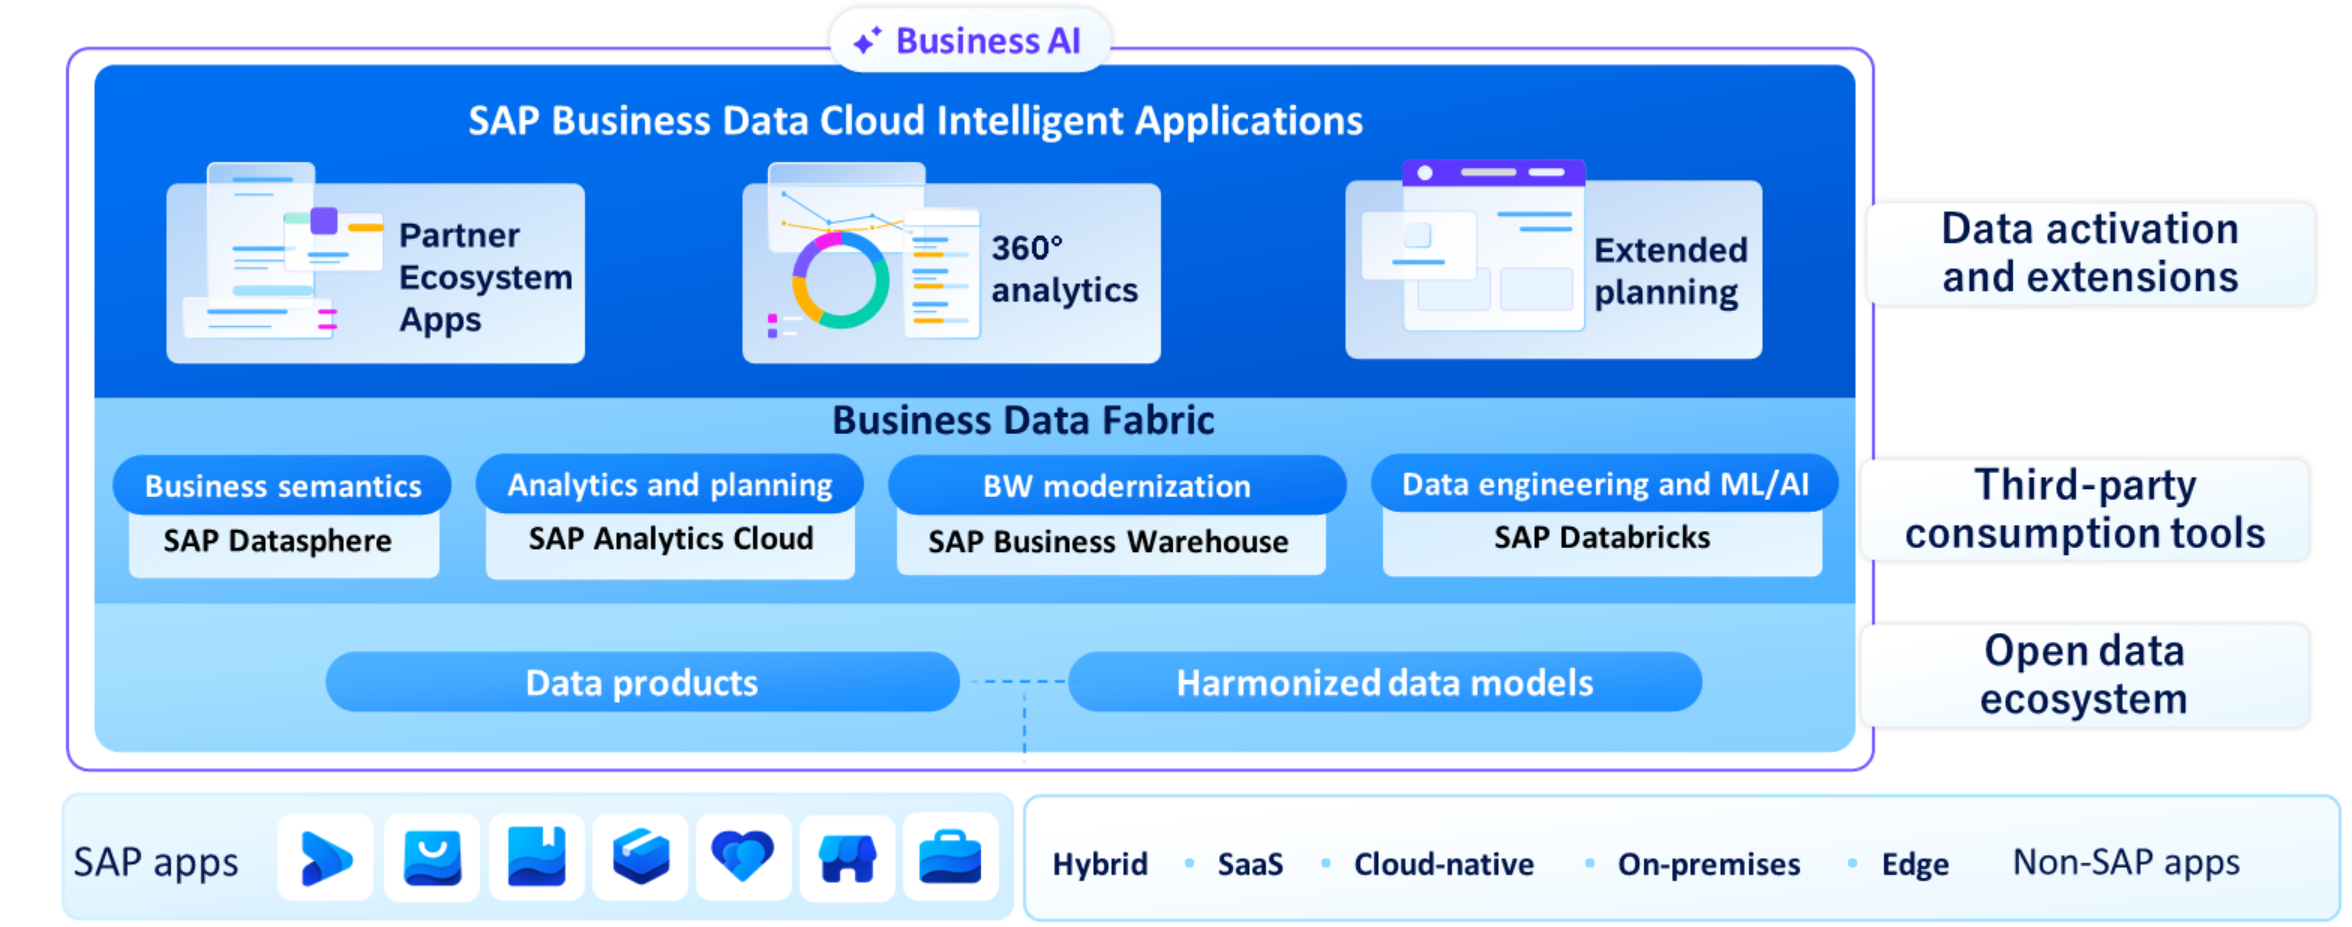 Business AI
SAP Business Data Cloud Intelligent Applications
Partner
Ecosystem
Apps
360°
analytics
Extended
planning
Data activation
and extensions
Business Data Fabric
Business semantics
SAP Datasphere
Analytics and planning
SAP Analytics Cloud
BW modernization
SAP Business Warehouse
Data engineering and ML/AI
SAP Databricks
Third-party
consumption tools
Data products
Harmonized data models
Open data
ecosystem
SAP apps
Hybrid • SaaS • Cloud-native • On-premises • Edge Non-SAP apps